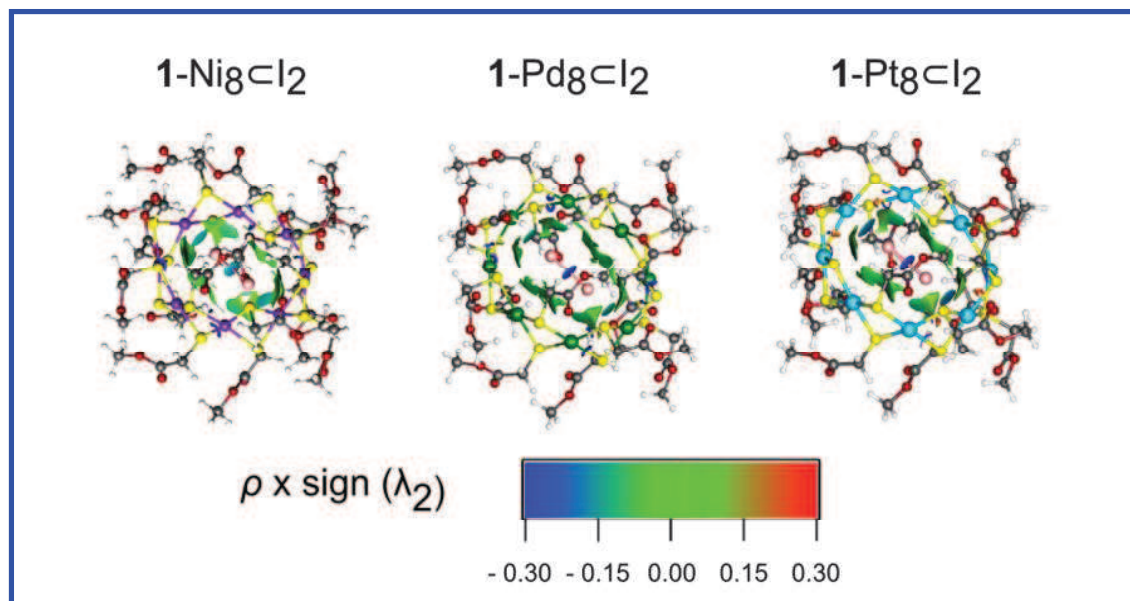 1-Ni8⊂I2 1-Pd8⊂I2 1-Pt8⊂I2
ρ x sign (λ2)
- 0.30 - 0.15 0.00 0.15 0.30